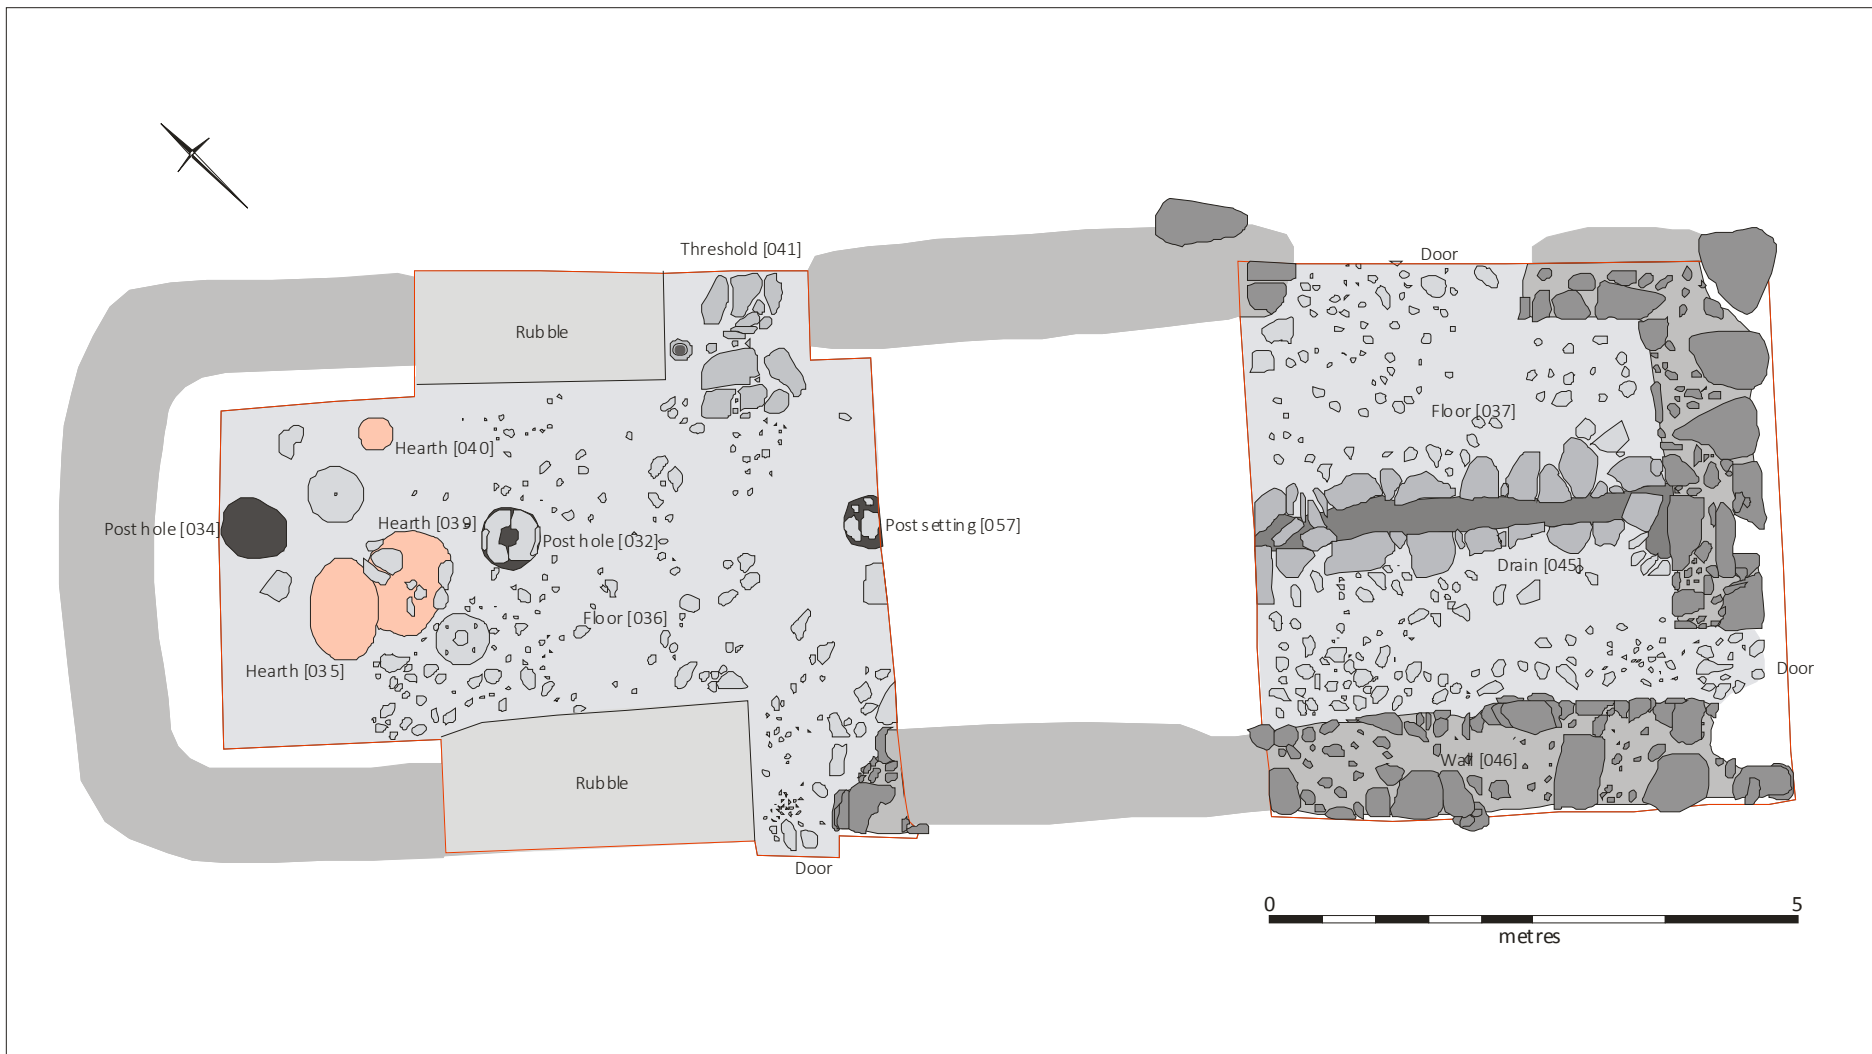 Threshold [041]
Door
Rubble
Floor [037]
Hearth [040]
Hearth [039]
Post hole [034]
Post hole [032]
Post setting [057]
Drain [045]
Floor [036]
Hearth [035]
Door
Wall [046]
Rubble
Door
0 5
metres